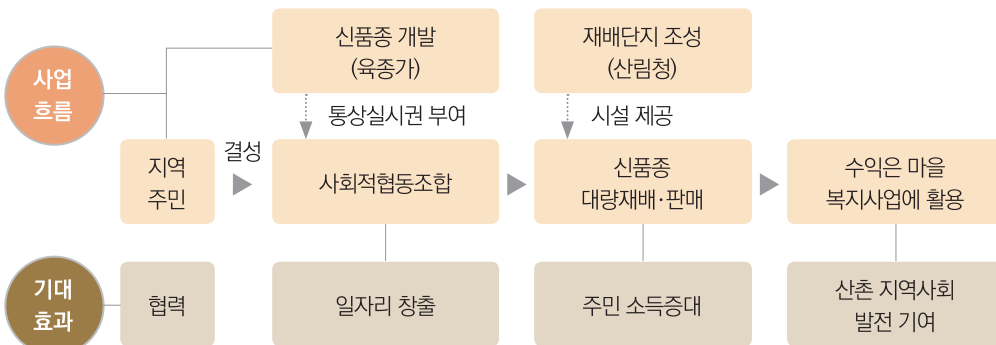 사업
흐름
신품종 개발
(육종가)
재배단지 조성
(산림청)
통상실시권 부여
시설 제공
지역
주민
결성
사회적협동조합
신품종
대량재배·판매
수익은 마을
복지사업에 활용
기대
효과
협력
일자리 창출
주민 소득증대
산촌 지역사회
발전 기여